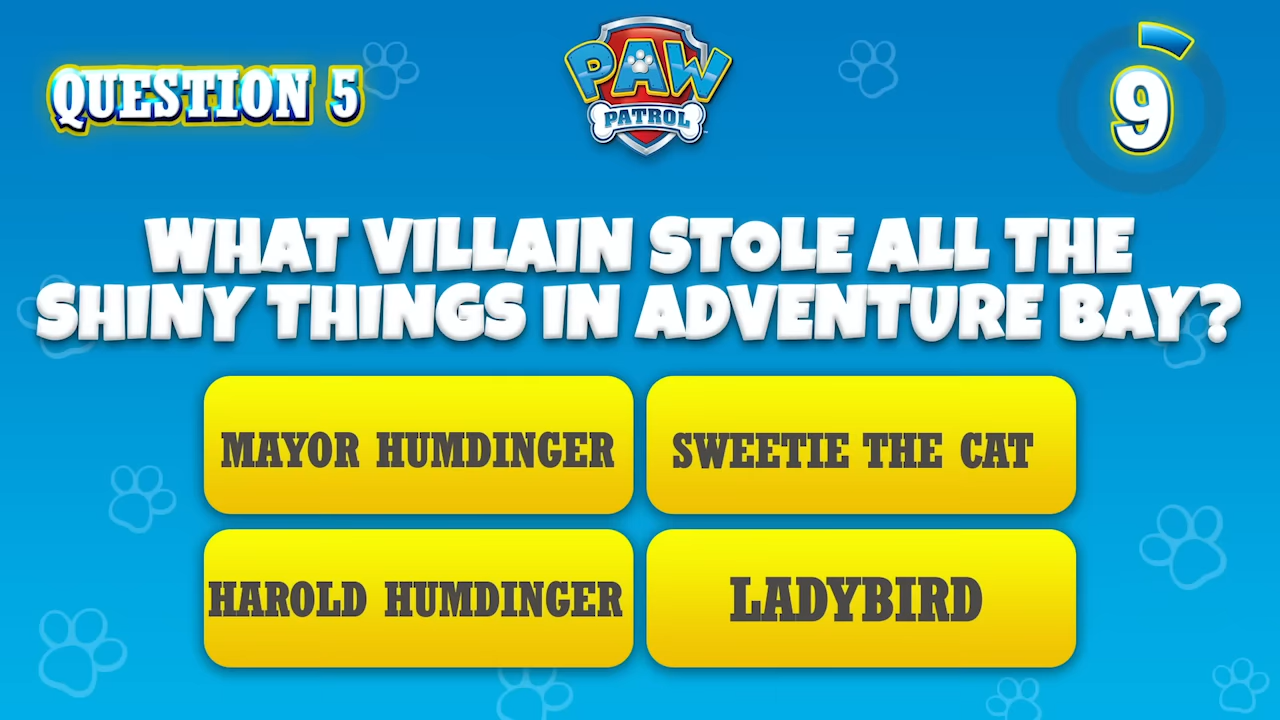 QUESTION 5
PAW
PATROL
9
WHAT VILLAIN STOLE ALL THE
SHINY THINGS IN ADVENTURE BAY?
MAYOR HUMDINGER
SWEETIE THE CAT
HAROLD HUMDINGER
LADYBIRD